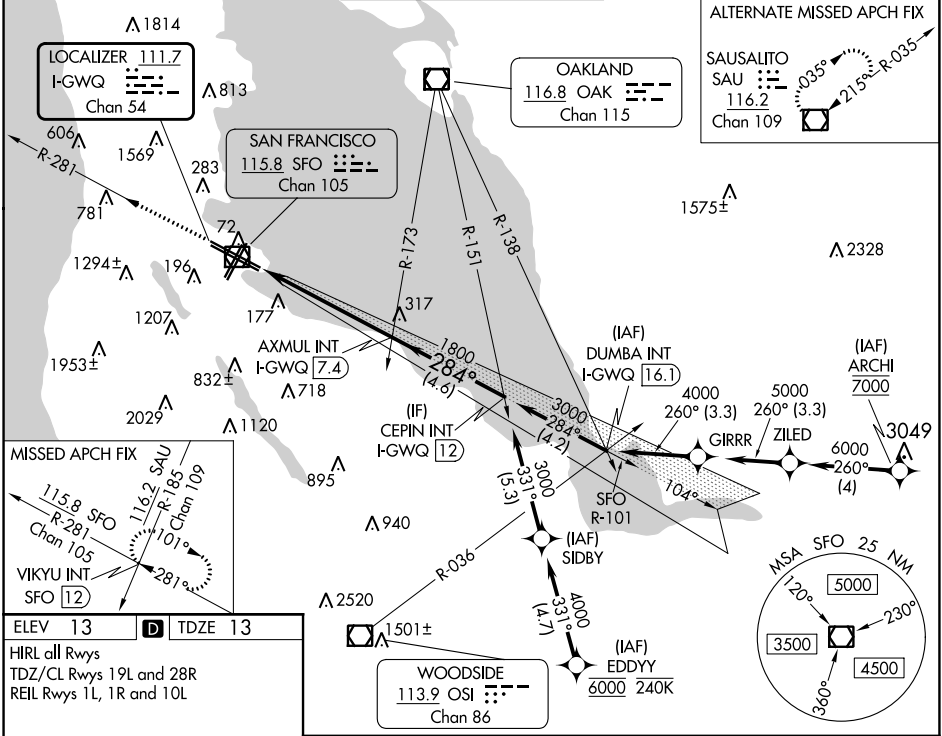 1814
LOCALIZER 111.7
I-GWQ
Chan 54
813
OAKLAND
116.8 OAK
Chan 115
ALTERNATE MISSED APCH FIX
SAUSALITO
SAU
116.2
Chan 109
035°
215°
R-035
606
1569
R-281
283
SAN FRANCISCO
115.8 SFO
Chan 105
781
72
R-173
R-151
R-138
1575±
2328
1294±
196
177
317
1207
1953±
832±
718
2029
1120
895
940
AXMUL INT
I-GWQ 7.4
1800
284°
(4.6)
(IF)
CEPIN INT
I-GWQ 12
3000
284°
(4.2)
(IAF)
DUMBA INT
I-GWQ 16.1
4000
260° (3.3)
GIRRR
5000
260° (3.3)
ZILED
(IAF)
ARCHI
7000
3049
6000
260°
(4)
SFO
R-101
104°
3000
331°
(5.3)
(IAF)
SIDBY
R-036
4000
331°
(4.7)
(IAF)
EDDYY
6000 240K
MISSED APCH FIX
115.8 SFO
R-281
Chan 105
116.2 SAU
R-185
Chan 109
101°
281°
VIKYU INT
SFO 12
2520
1501±
WOODSIDE
113.9 OSI
Chan 86
MSA SFO 25 NM
120°
5000
230°
3500
4500
360°
ELEV 13 D TDZE 13
HIRL all Rwys
TDZ/CL Rwys 19L and 28R
REIL Rwys 1L, 1R and 10L